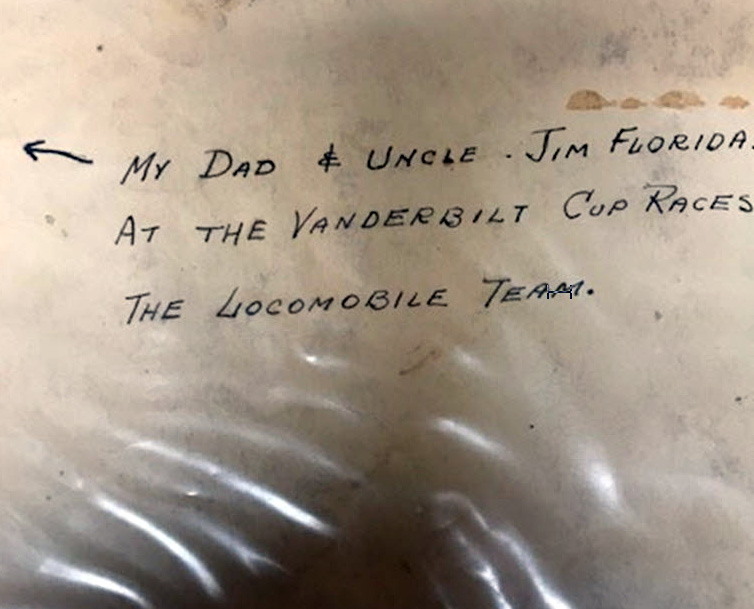 MY DAD & UNCLE . JIM FLORIDA.
AT THE VANDERBILT CUP RACES
THE LOCOMOBILE TEAM.